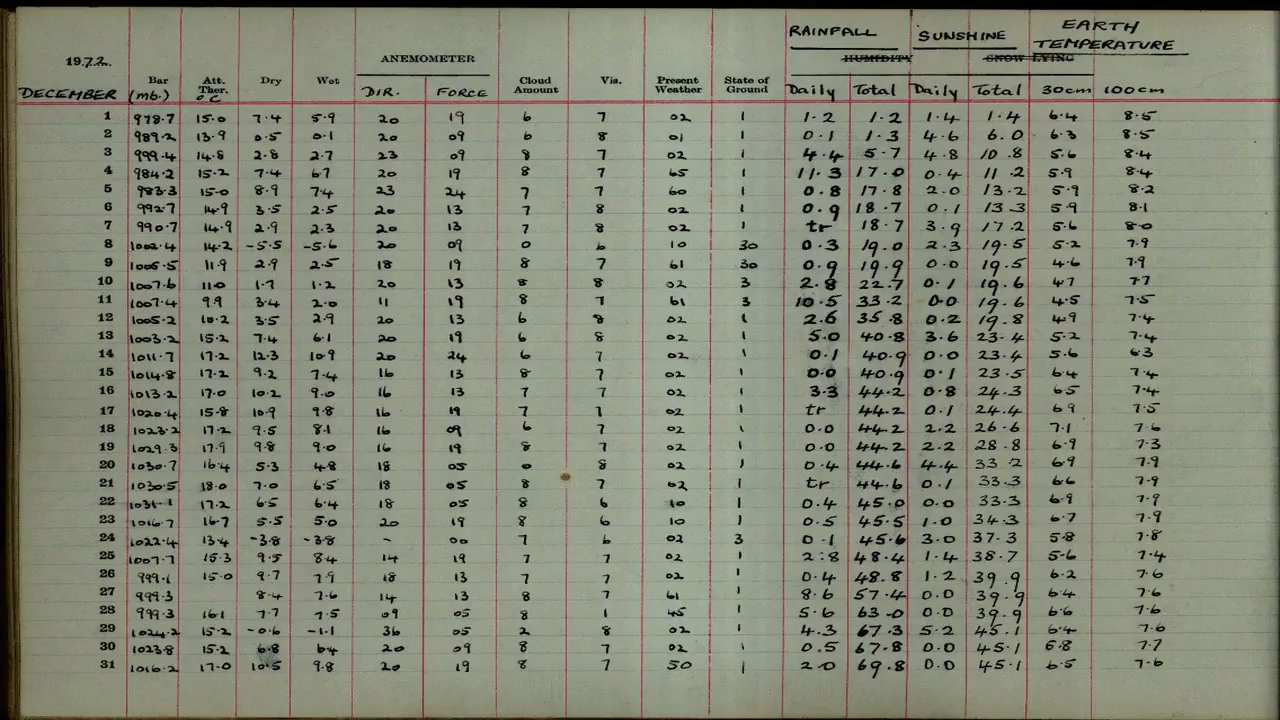 RAINFALL SUNSHINE EARTH TEMPERATURE
1972. ANEMOMETER HUMIDITY SNOW LYING
DECEMBER Bar (mb.) Att. Ther. °C Dry Wet DIR. FORCE Cloud Amount Vis. Present Weather State of Ground Daily Total Daily Total 30cm 100cm
1 978.7 15.0 7.4 5.9 20 19 6 7 02 1 1.2 1.2 1.4 1.4 6.4 8.5
2 989.2 13.9 0.5 0.1 20 09 6 8 01 1 0.1 1.3 4.6 6.0 6.3 8.5
3 999.4 14.8 2.8 2.7 23 09 8 7 02 1 4.4 5.7 4.8 10.8 5.6 8.4
4 984.2 15.2 7.4 6.7 20 19 8 7 65 1 11.3 17.0 0.4 11.2 5.9 8.4
5 983.3 15.0 8.9 7.4 23 24 7 7 60 1 0.8 17.8 2.0 13.2 5.9 8.2
6 992.7 14.9 3.5 2.5 20 13 7 8 02 1 0.9 18.7 0.1 13.3 5.9 8.1
7 990.7 14.9 2.9 2.3 20 13 7 8 02 1 tr 18.7 3.9 17.2 5.6 8.0
8 1002.4 14.2 -5.5 -5.6 20 09 0 6 10 30 0.3 19.0 2.3 19.5 5.2 7.9
9 1005.5 11.9 2.9 2.5 18 19 8 7 61 30 0.9 19.9 0.0 19.5 4.6 7.9
10 1007.6 11.0 1.7 1.2 20 13 8 8 02 3 2.8 22.7 0.1 19.6 4.7 7.7
11 1007.4 9.9 3.4 2.0 11 19 8 7 61 3 10.5 33.2 0.0 19.6 4.5 7.5
12 1005.2 10.2 3.5 2.9 20 13 6 8 02 1 2.6 35.8 0.2 19.8 4.9 7.4
13 1003.2 15.2 7.4 6.1 20 19 6 8 02 1 5.0 40.8 3.6 23.4 5.2 7.4
14 1011.7 17.2 12.3 10.9 20 24 6 7 02 1 0.1 40.9 0.0 23.4 5.6 6.3
15 1014.8 17.2 9.2 7.4 16 13 8 7 02 1 0.0 40.9 0.1 23.5 6.4 7.4
16 1013.2 17.0 10.2 9.0 16 13 7 7 02 1 3.3 44.2 0.8 24.3 6.5 7.4
17 1020.4 15.8 10.9 9.8 16 19 7 7 02 1 tr 44.2 0.1 24.4 6.9 7.5
18 1023.2 17.2 9.5 8.1 16 09 6 7 02 1 0.0 44.2 2.2 26.6 7.1 7.6
19 1029.3 17.9 9.8 9.0 16 19 8 7 02 1 0.0 44.2 2.2 28.8 6.9 7.3
20 1030.7 16.4 5.3 4.8 18 05 0 8 02 1 0.4 44.6 4.4 33.2 6.9 7.9
21 1030.5 18.0 7.0 6.5 18 05 8 7 02 1 tr 44.6 0.1 33.3 6.6 7.9
22 1031.1 17.2 6.5 6.4 18 05 8 6 10 1 0.4 45.0 0.0 33.3 6.9 7.9
23 1016.7 16.7 5.5 5.0 20 19 8 6 10 1 0.5 45.5 1.0 34.3 6.7 7.9
24 1022.4 13.4 -3.8 -3.8 - 00 7 6 02 3 0.1 45.6 3.0 37.3 5.8 7.8
25 1007.7 15.3 9.5 8.4 14 19 7 7 02 1 2.8 48.4 1.4 38.7 5.6 7.4
26 999.1 15.0 9.7 7.9 18 13 7 7 02 1 0.4 48.8 1.2 39.9 6.2 7.6
27 999.3 8.4 7.6 14 13 8 7 61 1 8.6 57.4 0.0 39.9 6.4 7.6
28 999.3 16.1 7.7 7.5 09 05 8 1 45 1 5.6 63.0 0.0 39.9 6.6 7.6
29 1024.2 15.2 -0.6 -1.1 36 05 2 8 02 1 4.3 67.3 5.2 45.1 6.4 7.6
30 1023.8 15.2 6.8 6.4 20 09 8 7 02 1 0.5 67.8 0.0 45.1 6.8 7.7
31 1016.2 17.0 10.5 9.8 20 19 8 7 50 1 2.0 69.8 0.0 45.1 6.5 7.6